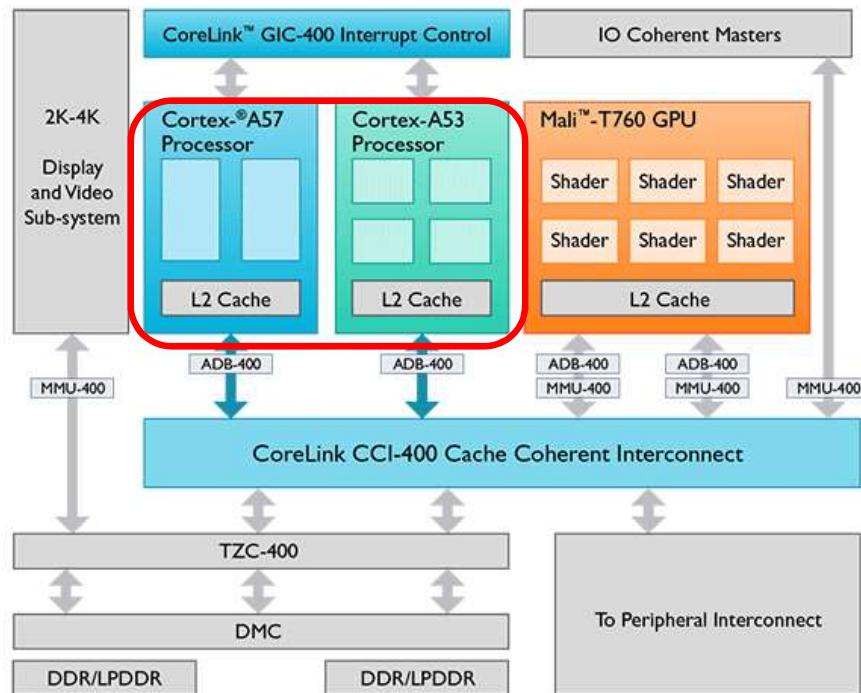 CoreLink™ GIC-400 Interrupt Control
IO Coherent Masters
2K-4K
Display
and Video
Sub-system
Cortex-®A57
Processor
L2 Cache
Cortex-A53
Processor
L2 Cache
Mali™-T760 GPU
Shader
Shader
Shader
Shader
Shader
Shader
L2 Cache
MMU-400
ADB-400
ADB-400
ADB-400
MMU-400
ADB-400
MMU-400
MMU-400
CoreLink CCI-400 Cache Coherent Interconnect
TZC-400
DMC
DDR/LPDDR
DDR/LPDDR
To Peripheral Interconnect